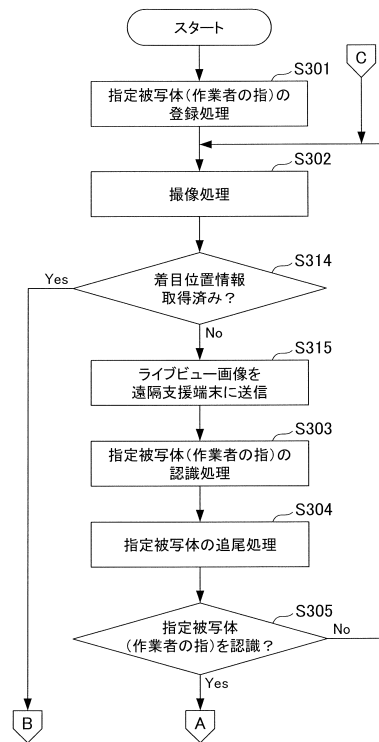 スタート
S301
指定被写体(作業者の指)の
登録処理
C
S302
撮像処理
S314
着目位置情報
取得済み?
Yes
No
S315
ライブビュー画像を
遠隔支援端末に送信
S303
指定被写体(作業者の指)の
認識処理
S304
指定被写体の追尾処理
S305
指定被写体
(作業者の指)を認識?
No
Yes
B
A